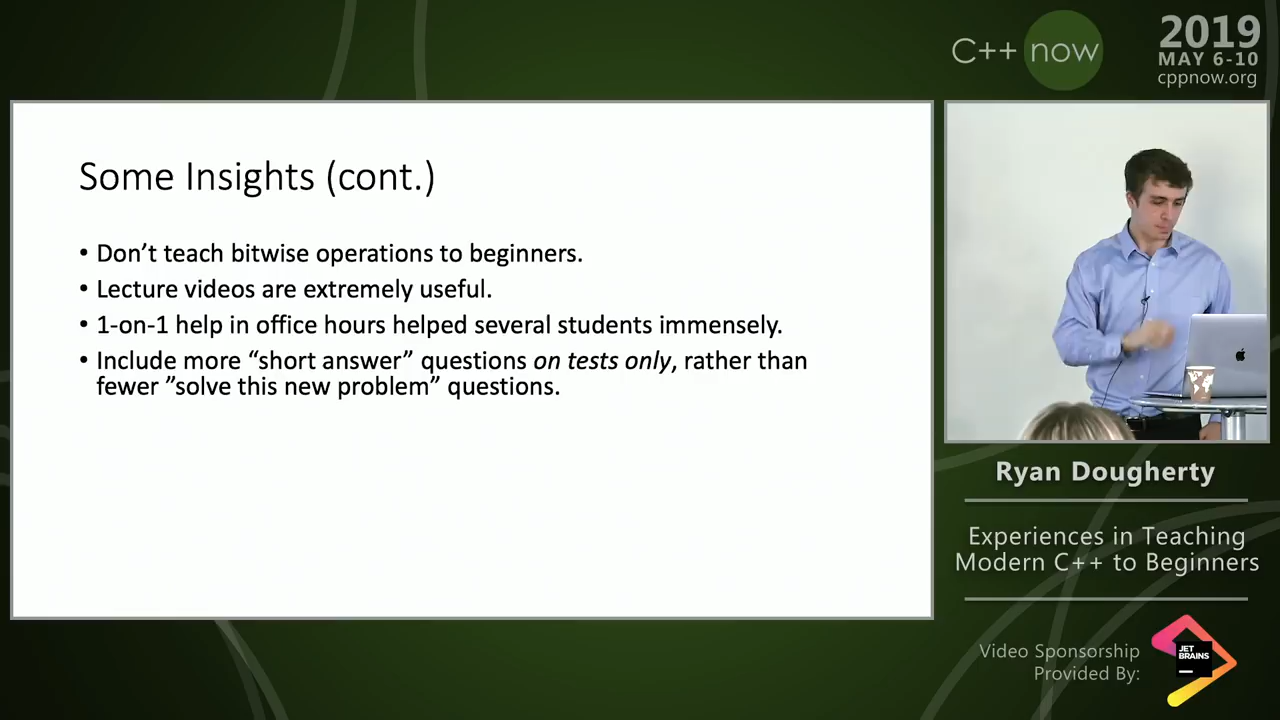 C++ now
2019
MAY 6-10
cppnow.org
Some Insights (cont.)
• Don’t teach bitwise operations to beginners.
• Lecture videos are extremely useful.
• 1-on-1 help in office hours helped several students immensely.
• Include more “short answer” questions on tests only, rather than
fewer ”solve this new problem” questions.
Ryan Dougherty
Experiences in Teaching
Modern C++ to Beginners
Video Sponsorship
Provided By:
JET
BRAINS